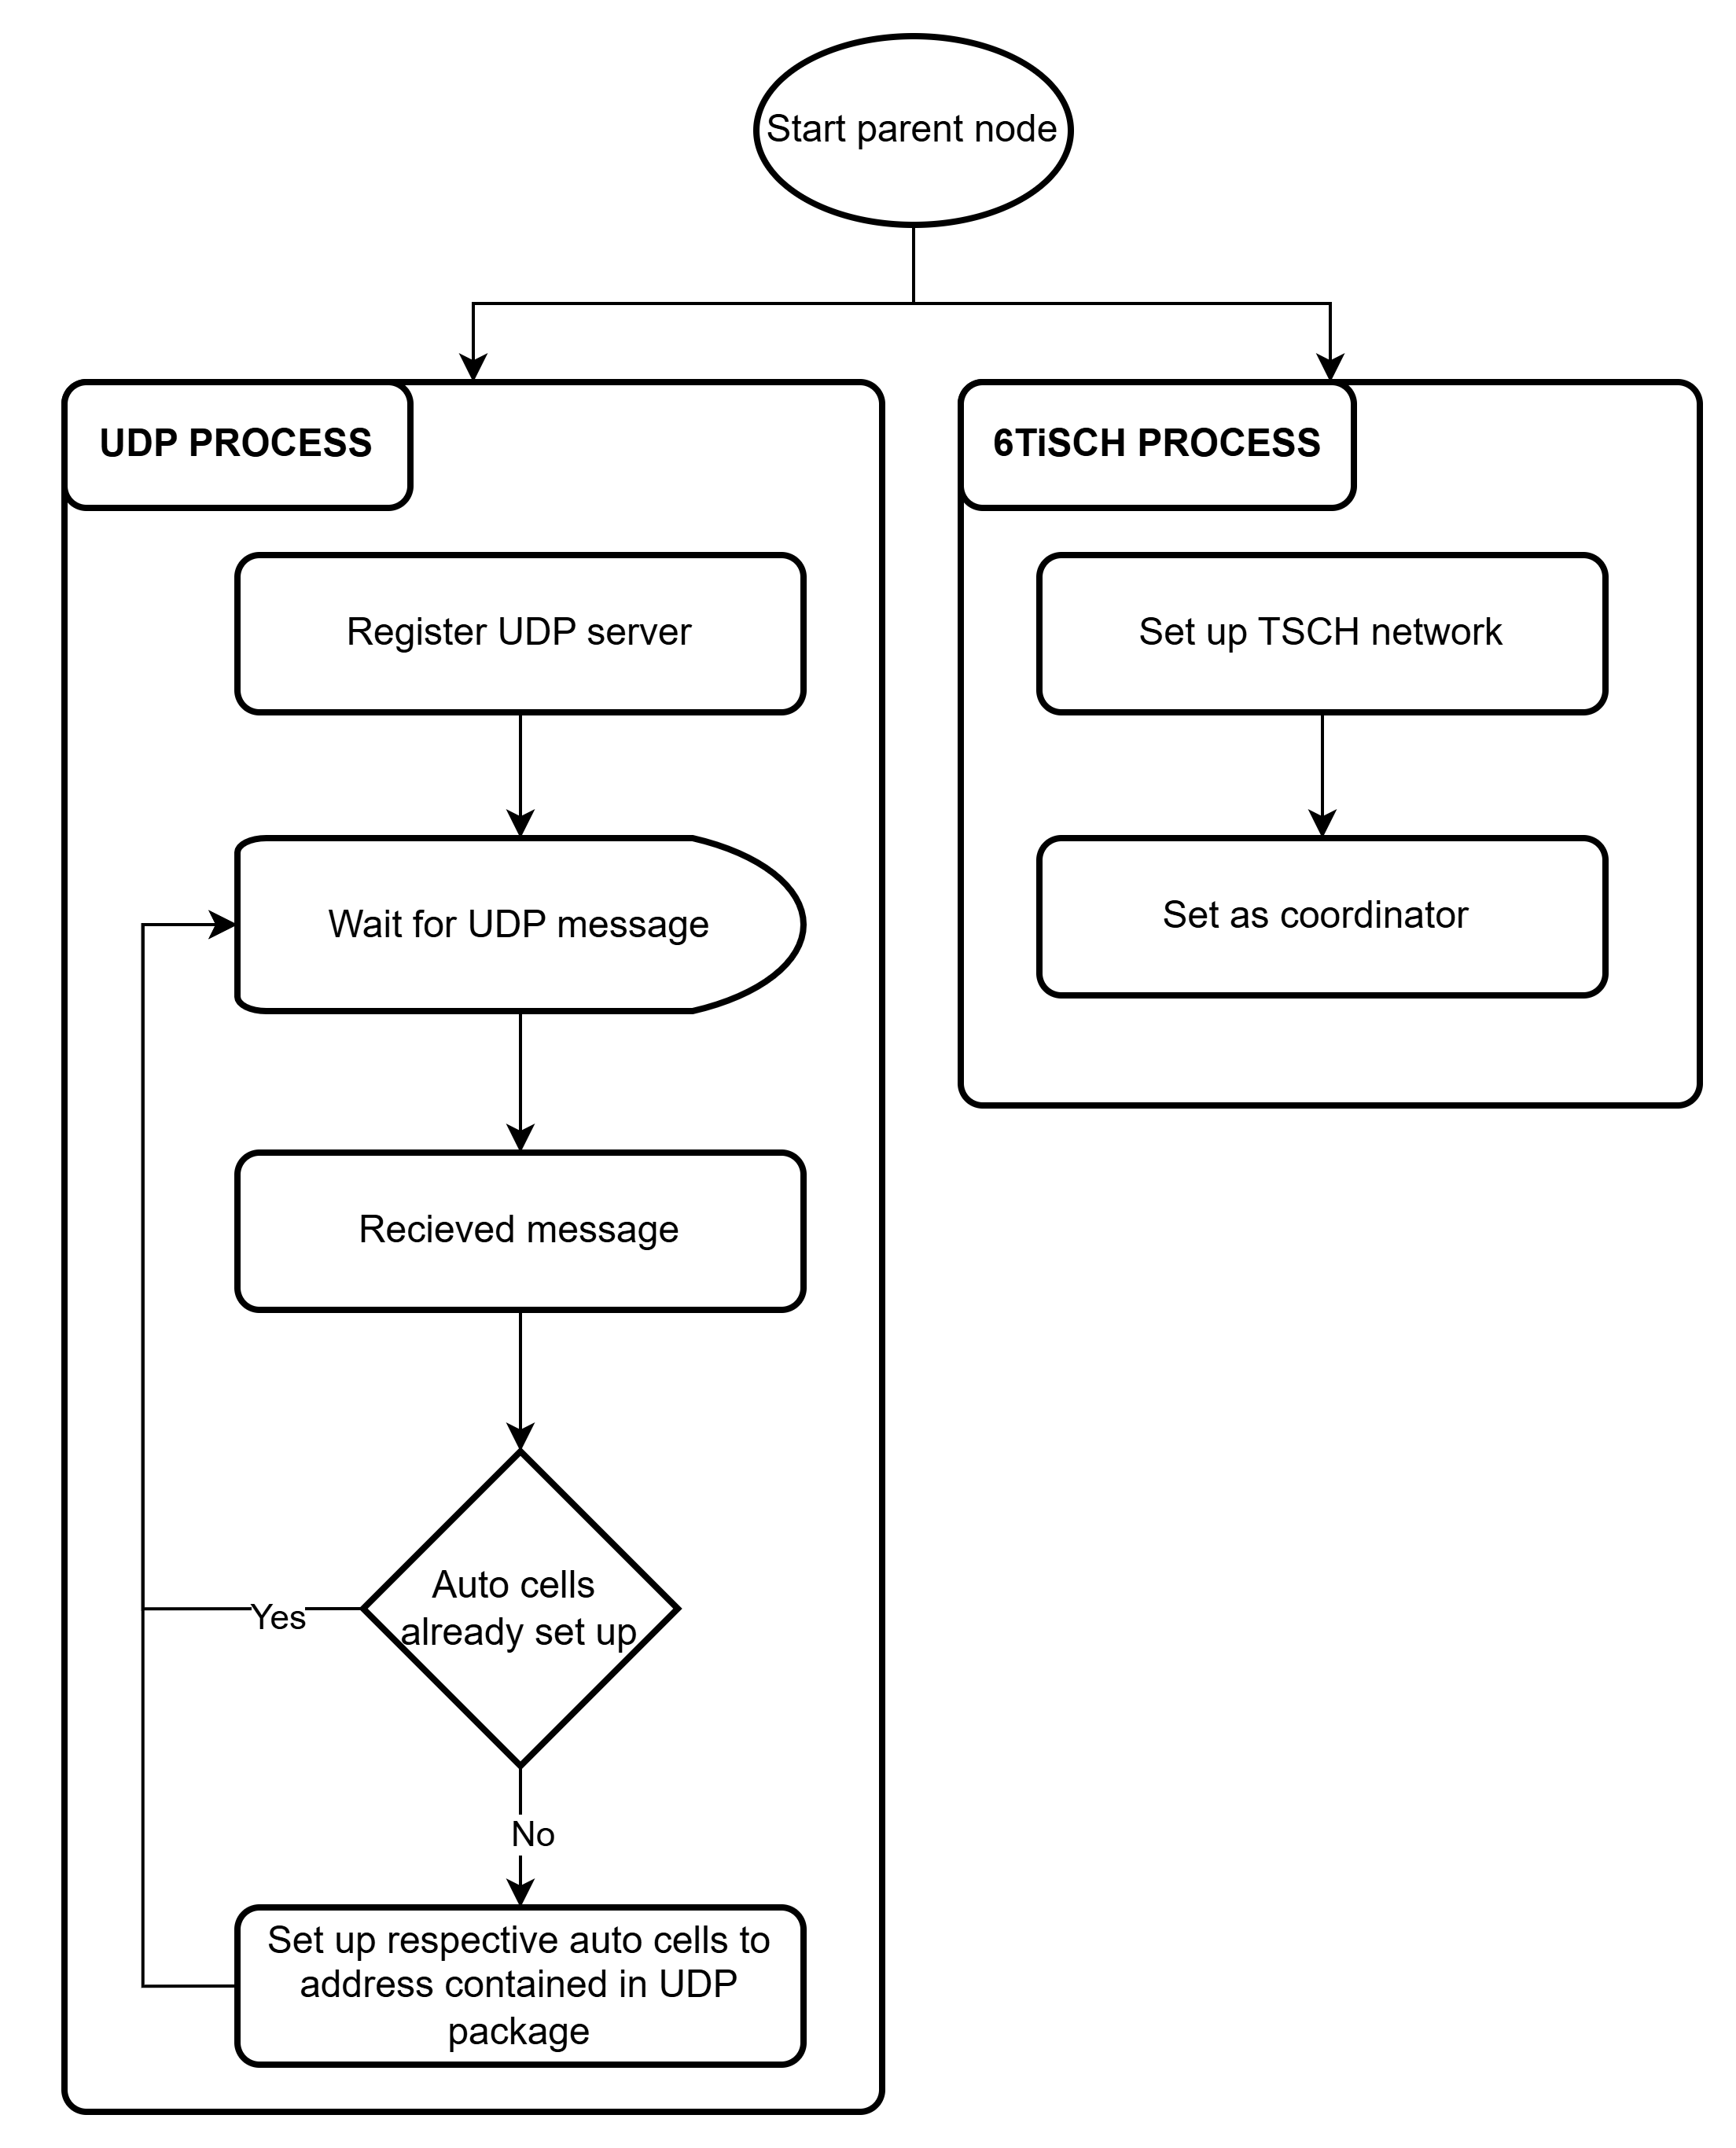 Start parent node
UDP PROCESS
Register UDP server
Wait for UDP message
Recieved message
Auto cells
already set up
Yes
No
Set up respective auto cells to
address contained in UDP
package
6TiSCH PROCESS
Set up TSCH network
Set as coordinator